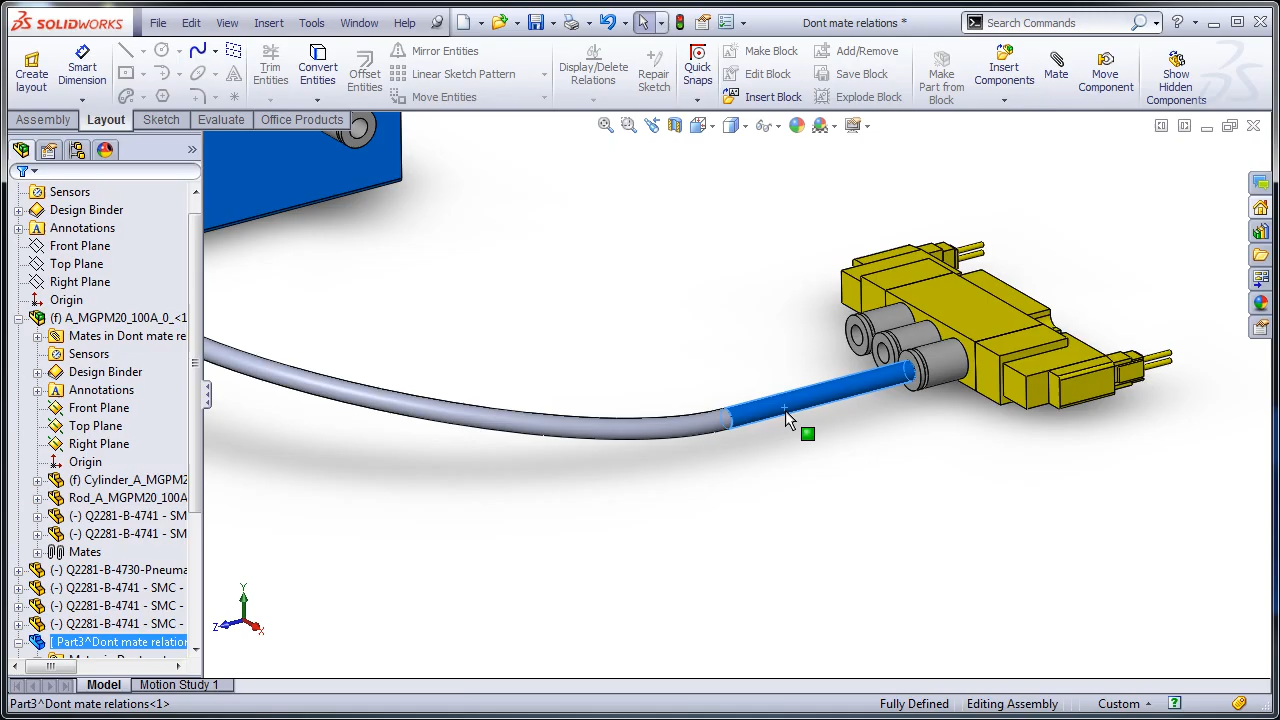 SOLIDWORKS File Edit View Insert Tools Window Help Dont mate relations * Search Commands
Create layout
Smart Dimension
Trim Entities
Convert Entities
Offset Entities
Mirror Entities
Linear Sketch Pattern
Move Entities
Display/Delete Relations
Repair Sketch
Quick Snaps
Make Block
Edit Block
Insert Block
Add/Remove
Save Block
Explode Block
Make Part from Block
Insert Components
Mate
Move Component
Show Hidden Components
Assembly Layout Sketch Evaluate Office Products
Sensors
Design Binder
Annotations
Front Plane
Top Plane
Right Plane
Origin
(f) A_MGPM20_100A_0_<1
Mates in Dont mate re
Sensors
Design Binder
Annotations
Front Plane
Top Plane
Right Plane
Origin
(f) Cylinder_A_MGPM20_
Rod_A_MGPM20_100A
(-) Q2281-B-4741 - SM
(-) Q2281-B-4741 - SM
Mates
(-) Q2281-B-4730-Pneuma
(-) Q2281-B-4741 - SMC -
(-) Q2281-B-4741 - SMC -
(-) Q2281-B-4741 - SMC -
[ Part3^Dont mate relation
Y
Z
X
Model Motion Study 1
Part3^Dont mate relations<1> Fully Defined Editing Assembly Custom